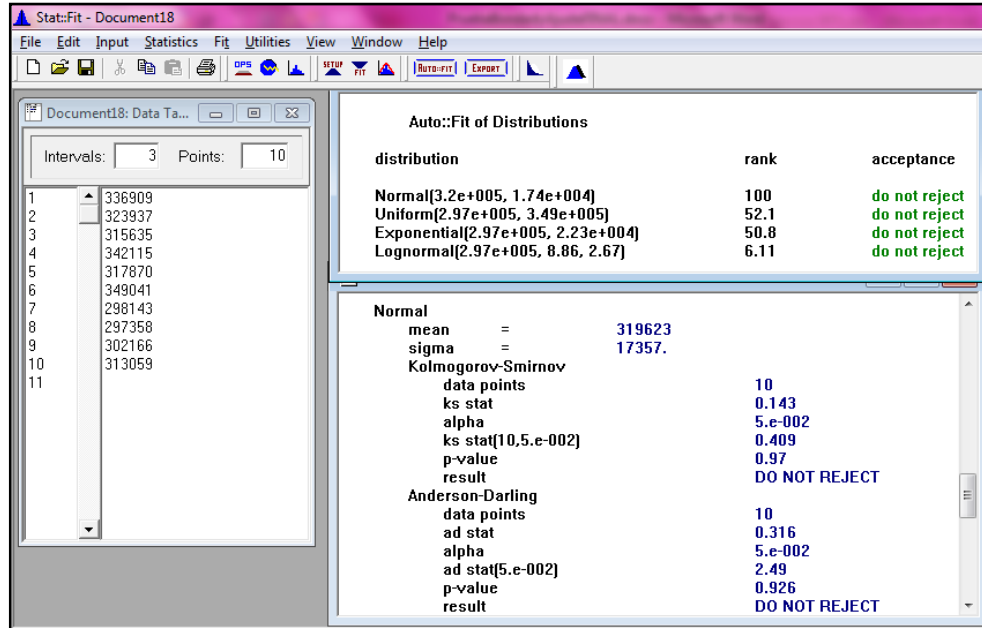 Stat::Fit - Document18
File Edit Input Statistics Fit Utilities View Window Help
OPS SETUP FIT AUTO::FIT EXPORT
Document18: Data Ta...
Intervals: 3 Points: 10
1 336909
2 323937
3 315635
4 342115
5 317870
6 349041
7 298143
8 297358
9 302166
10 313059
11
Auto::Fit of Distributions
distribution rank acceptance
Normal(3.2e+005, 1.74e+004) 100 do not reject
Uniform(2.97e+005, 3.49e+005) 52.1 do not reject
Exponential(2.97e+005, 2.23e+004) 50.8 do not reject
Lognormal(2.97e+005, 8.86, 2.67) 6.11 do not reject
Normal
mean = 319623
sigma = 17357.
Kolmogorov-Smirnov
data points 10
ks stat 0.143
alpha 5.e-002
ks stat(10,5.e-002) 0.409
p-value 0.97
result DO NOT REJECT
Anderson-Darling
data points 10
ad stat 0.316
alpha 5.e-002
ad stat(5.e-002) 2.49
p-value 0.926
result DO NOT REJECT